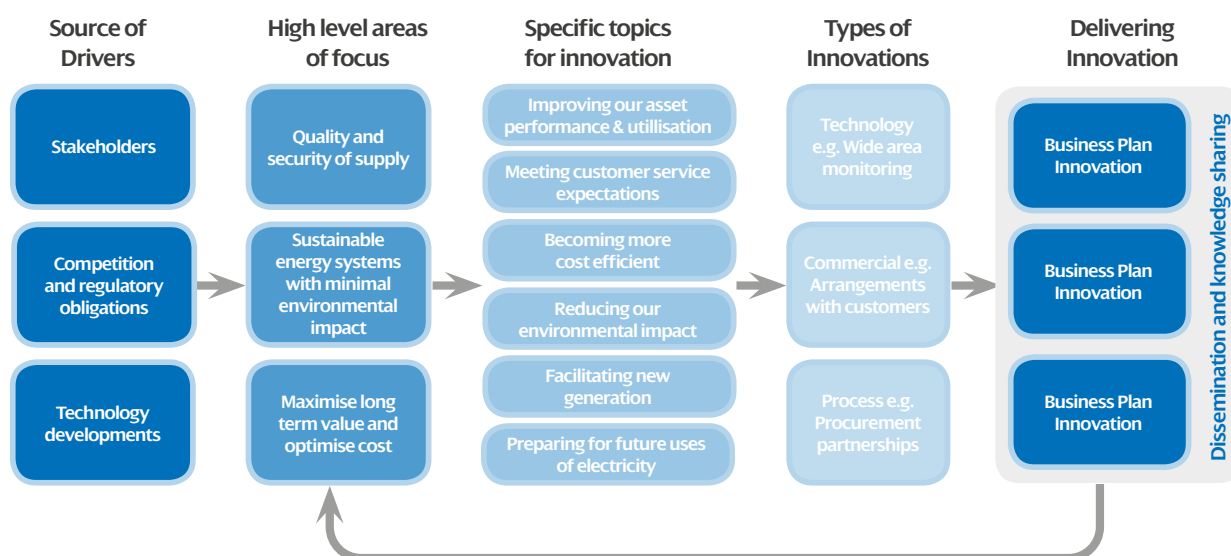 Source of
Drivers
High level areas
of focus
Specific topics
for innovation
Types of
Innovations
Delivering
Innovation
Stakeholders
Competition
and regulatory
obligations
Technology
developments
Quality and
security of supply
Sustainable
energy systems
with minimal
environmental
impact
Maximise long
term value and
optimise cost
Improving our asset
performance & utillisation
Meeting customer service
expectations
Becoming more
cost efficient
Reducing our
environmental impact
Facilitating new
generation
Preparing for future uses
of electricity
Technology
e.g. Wide area
monitoring
Commercial e.g.
Arrangements
with customers
Process e.g.
Procurement
partnerships
Business Plan
Innovation
Business Plan
Innovation
Business Plan
Innovation
Dissemination and knowledge sharing